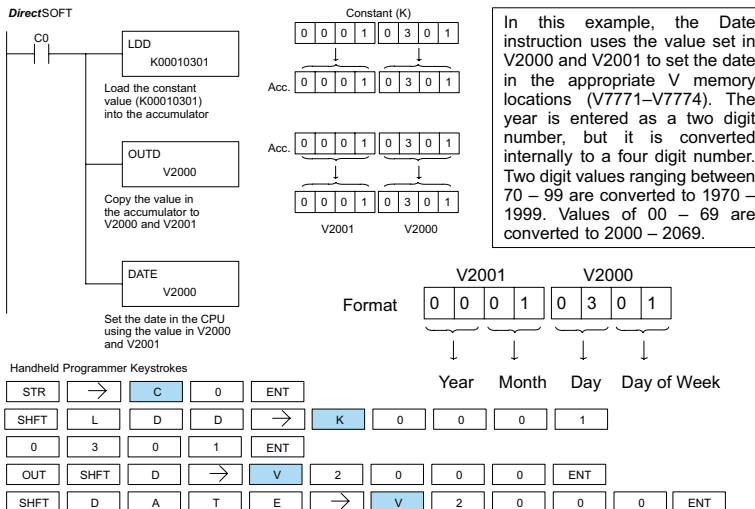 DirectSOFT
C0
LDD
K00010301
Load the constant
value (K00010301)
into the accumulator
OUTD
V2000
Copy the value in
the accumulator to
V2000 and V2001
DATE
V2000
Set the date in the CPU
using the value in V2000
and V2001
Constant (K)
0 0 0 1 0 3 0 1
Acc. 0 0 0 1 0 3 0 1
Acc. 0 0 0 1 0 3 0 1
0 0 0 1 0 3 0 1
V2001 V2000
In this example, the Date
instruction uses the value set in
V2000 and V2001 to set the date
in the appropriate V memory
locations (V7771–V7774). The
year is entered as a two digit
number, but it is converted
internally to a four digit number.
Two digit values ranging between
70 – 99 are converted to 1970 –
1999. Values of 00 – 69 are
converted to 2000 – 2069.
V2001 V2000
Format 0 0 0 1 0 3 0 1
Year Month Day Day of Week
Handheld Programmer Keystrokes
STR → C 0 ENT
SHFT L D D → K 0 0 0 1
0 3 0 1 ENT
OUT SHFT D → V 2 0 0 0 ENT
SHFT D A T E → V 2 0 0 0 ENT